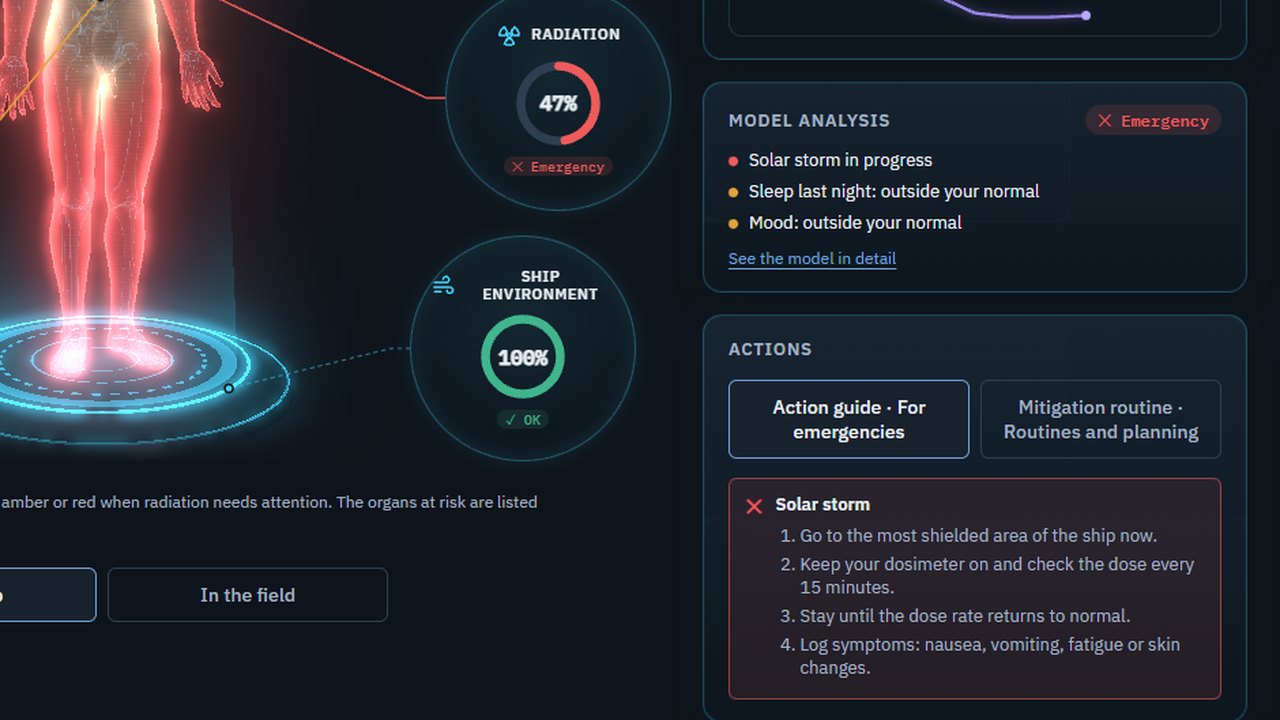 RADIATION
47%
Emergency
SHIP
ENVIRONMENT
100%
✓ OK
amber or red when radiation needs attention. The organs at risk are listed
In the field
MODEL ANALYSIS
Emergency
Solar storm in progress
Sleep last night: outside your normal
Mood: outside your normal
See the model in detail
ACTIONS
Action guide · For
emergencies
Mitigation routine ·
Routines and planning
Solar storm
1. Go to the most shielded area of the ship now.
2. Keep your dosimeter on and check the dose every
15 minutes.
3. Stay until the dose rate returns to normal.
4. Log symptoms: nausea, vomiting, fatigue or skin
changes.